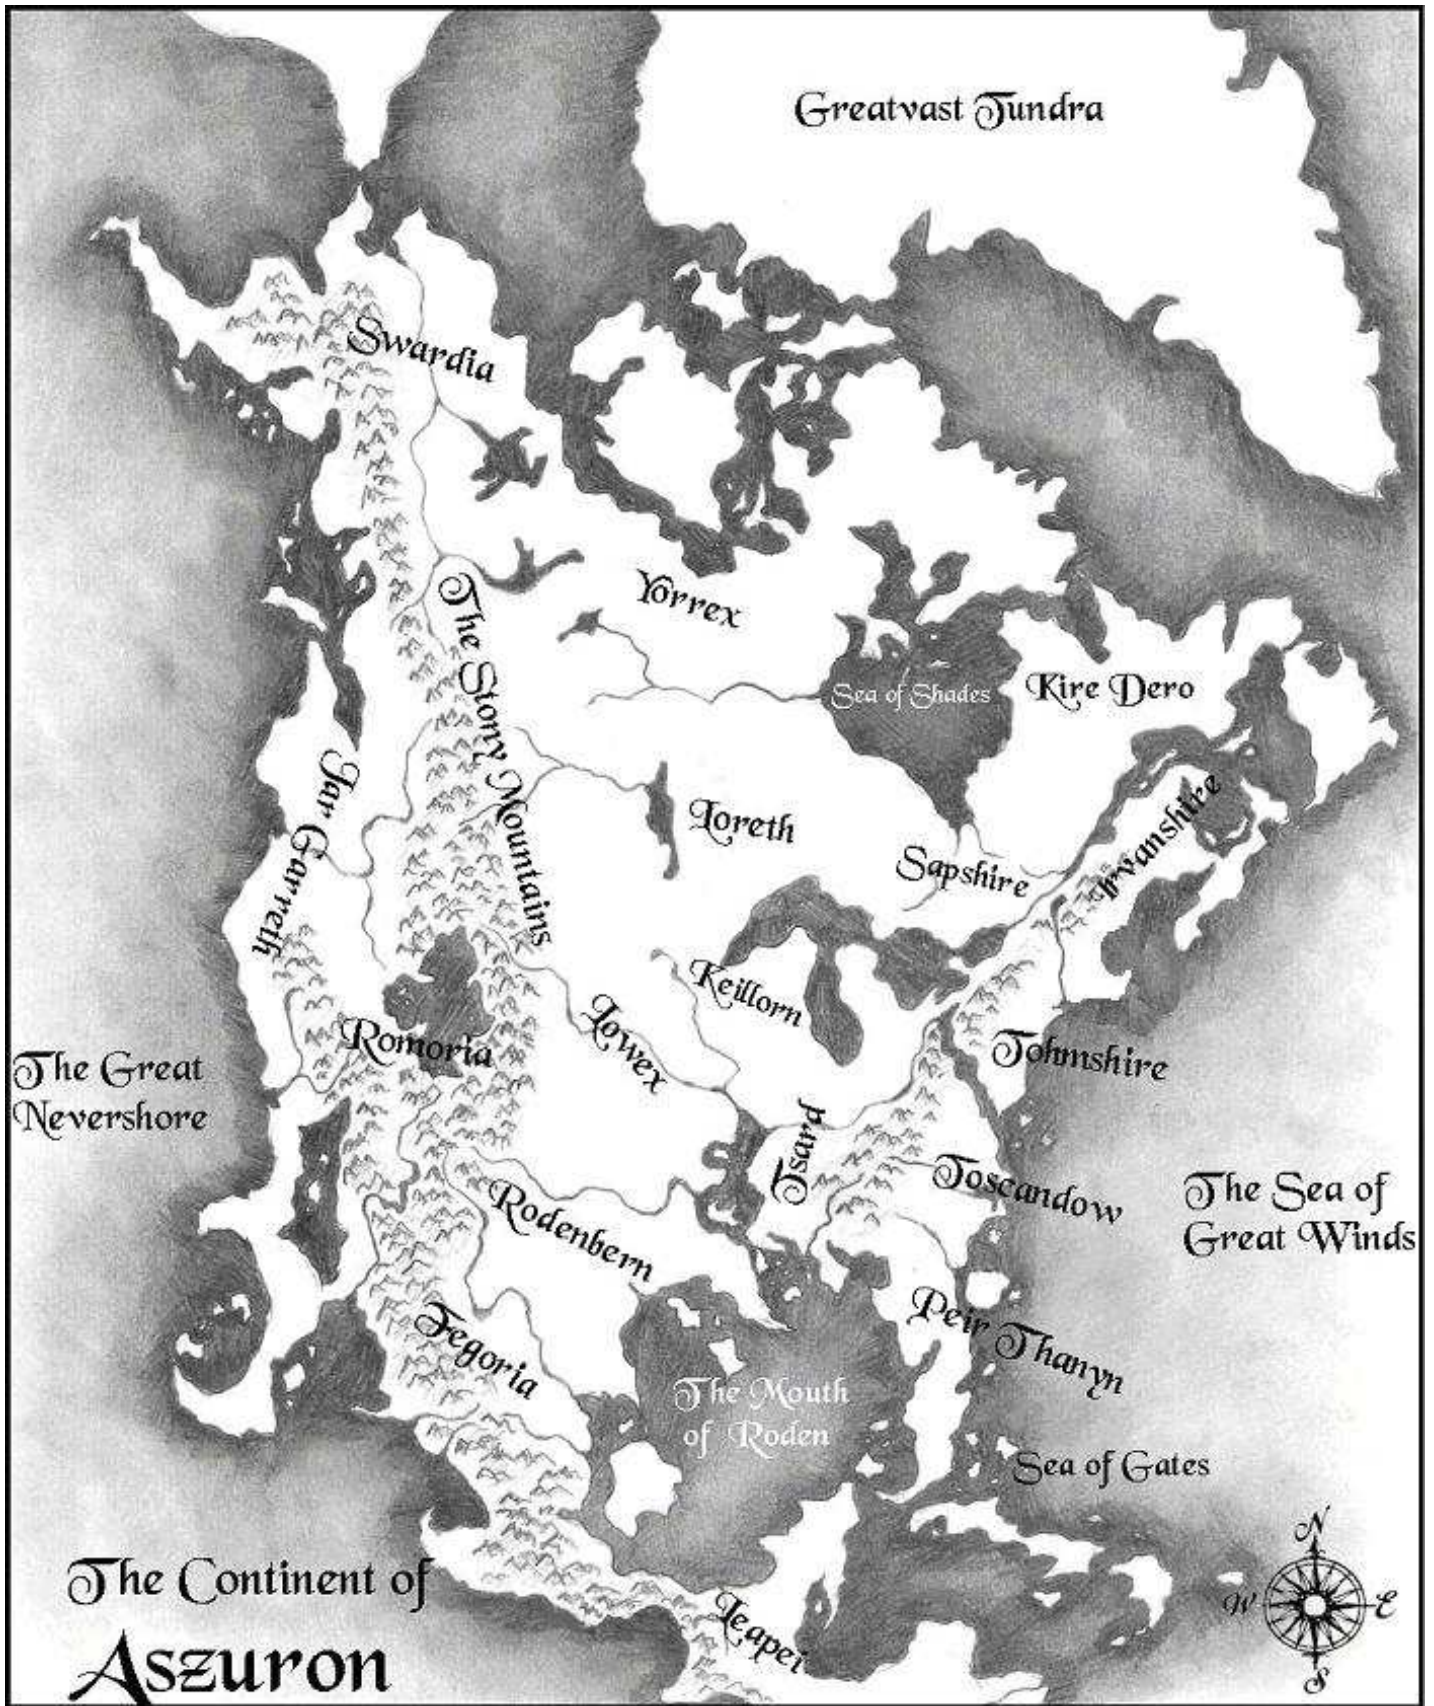 Greatvast Tundra
Swardia
Yorrex
The Stony Mountains
Sea of Shades
Kire Dero
Jar Garreth
Loreth
Irvanshire
Sapshire
Keillorn
Lowex
Romoria
Tohmshire
The Great
Nevershore
Tsard
Toscandow
Rodenbern
The Sea of
Great Winds
Fegoria
Peir Thanyn
The Mouth
of Roden
Sea of Gates
N
W
E
S
The Continent of
Aszuron
Leapei